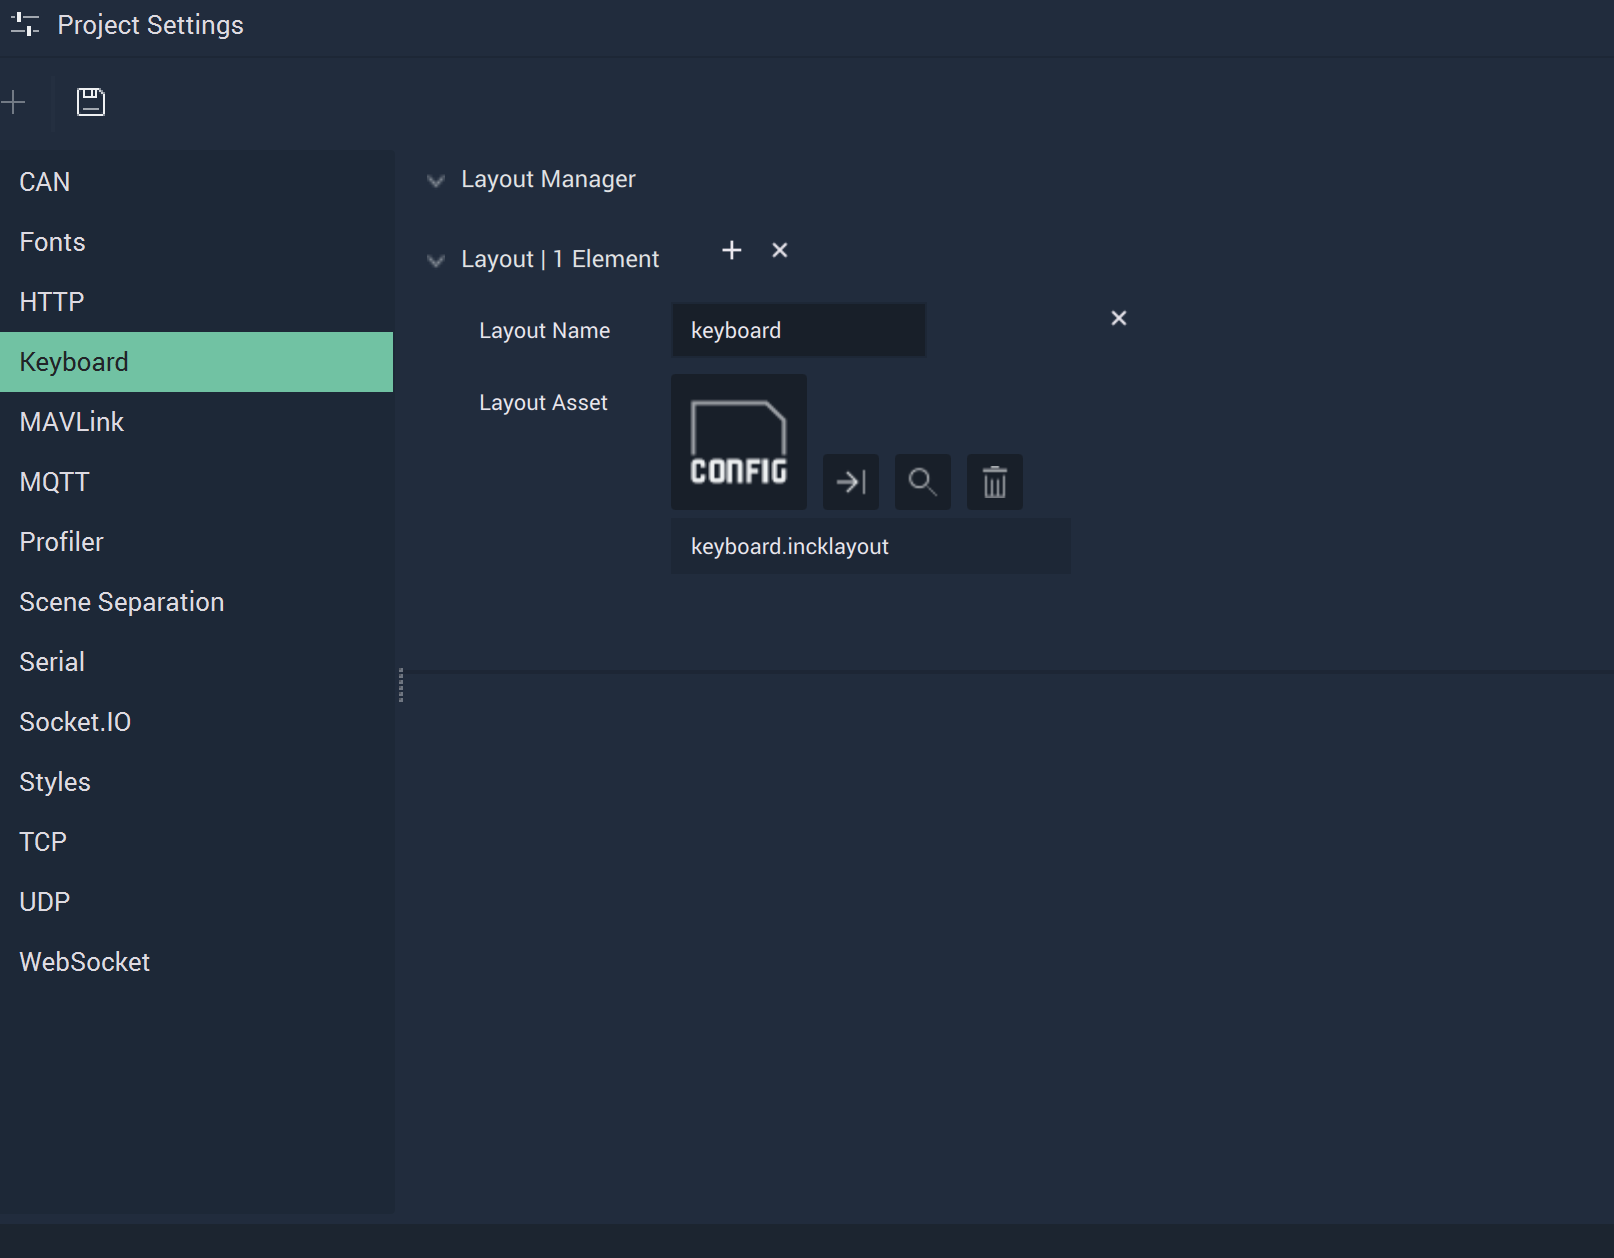 Project Settings
CAN
Fonts
HTTP
Keyboard
MAVLink
MQTT
Profiler
Scene Separation
Serial
Socket.IO
Styles
TCP
UDP
WebSocket
Layout Manager
Layout | 1 Element
Layout Name
keyboard
Layout Asset
CONFIG
keyboard.incklayout